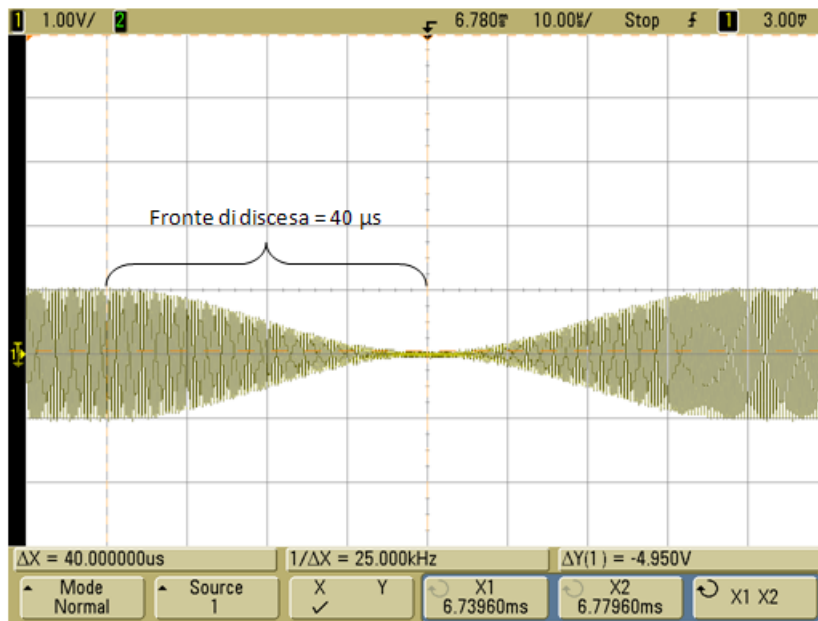 1 1.00V/ 2 6.780m 10.00us/ Stop 1 3.00V
Fronte di discesa = 40 µs
1
ΔX = 40.000000us 1/ΔX = 25.000kHz ΔY(1) = -4.950V
Mode Source X Y X1 X2 X1 X2
Normal 1 ✓ 6.73960ms 6.77960ms